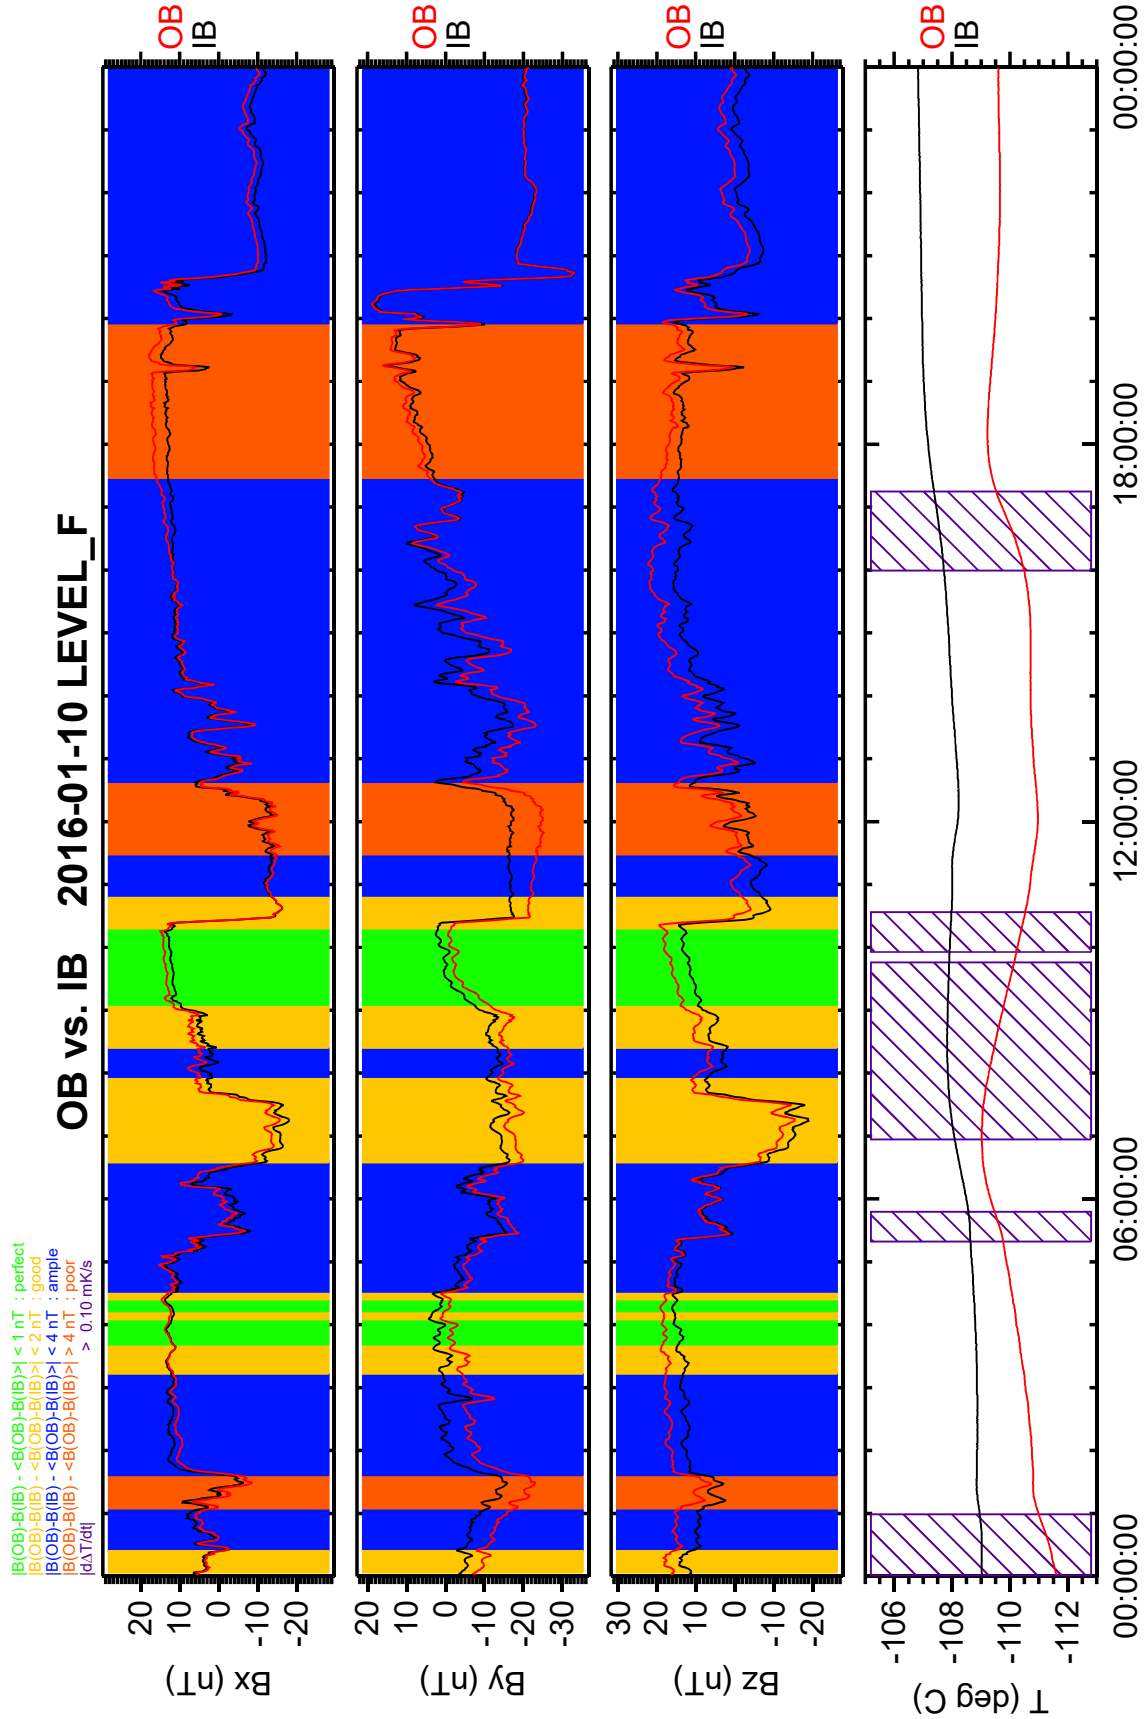 OB vs. IB 2016-01-10 LEVEL_F
|B(OB)-B(IB) - <B(OB)-B(IB)>| < 1 nT : perfect
|B(OB)-B(IB) - <B(OB)-B(IB)>| < 2 nT : good
|B(OB)-B(IB) - <B(OB)-B(IB)>| < 4 nT : ample
|B(OB)-B(IB) - <B(OB)-B(IB)>| > 4 nT : poor
|dΔT/dt| > 0.10 mK/s
Bx (nT)
20
10
0
-10
-20
OB
IB
By (nT)
20
10
0
-10
-20
-30
OB
IB
Bz (nT)
30
20
10
0
-10
-20
OB
IB
T (deg C)
-106
-108
-110
-112
OB
IB
00:00:00 06:00:00 12:00:00 18:00:00 00:00:00